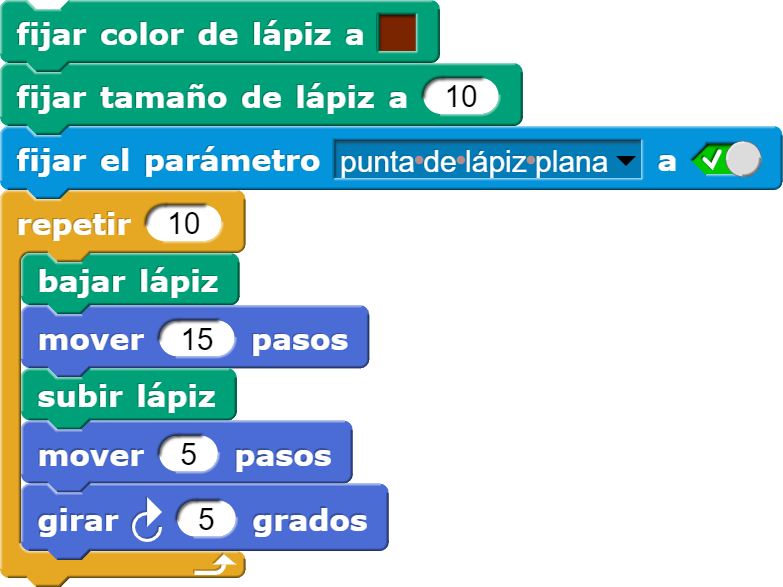 fijar color de lápiz a
fijar tamaño de lápiz a 10
fijar el parámetro punta de lápiz plana a
repetir 10
bajar lápiz
mover 15 pasos
subir lápiz
mover 5 pasos
girar 5 grados